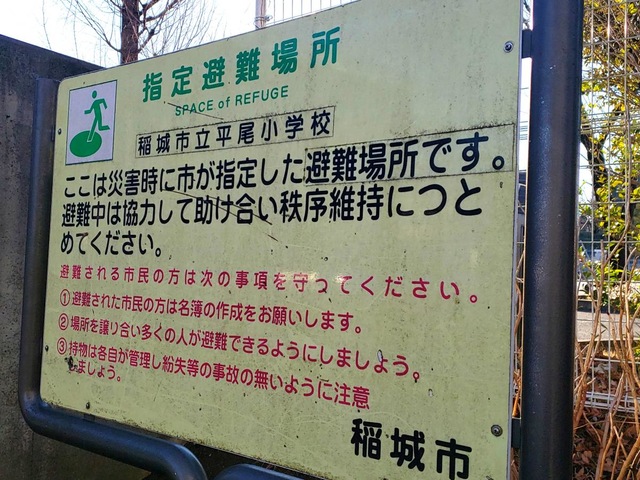 指定避難場所
SPACE of REFUGE
稲城市立平尾小学校
ここは災害時に市が指定した避難場所です。
避難中は協力して助け合い秩序維持につと
めてください。
避難される市民の方は次の事項を守ってください。
①避難された市民の方は名簿の作成をお願いします。
②場所を譲り合い多くの人が避難できるようにしましょう。
③持物は各自が管理し紛失等の事故の無いように注意
しましょう。
稲城市